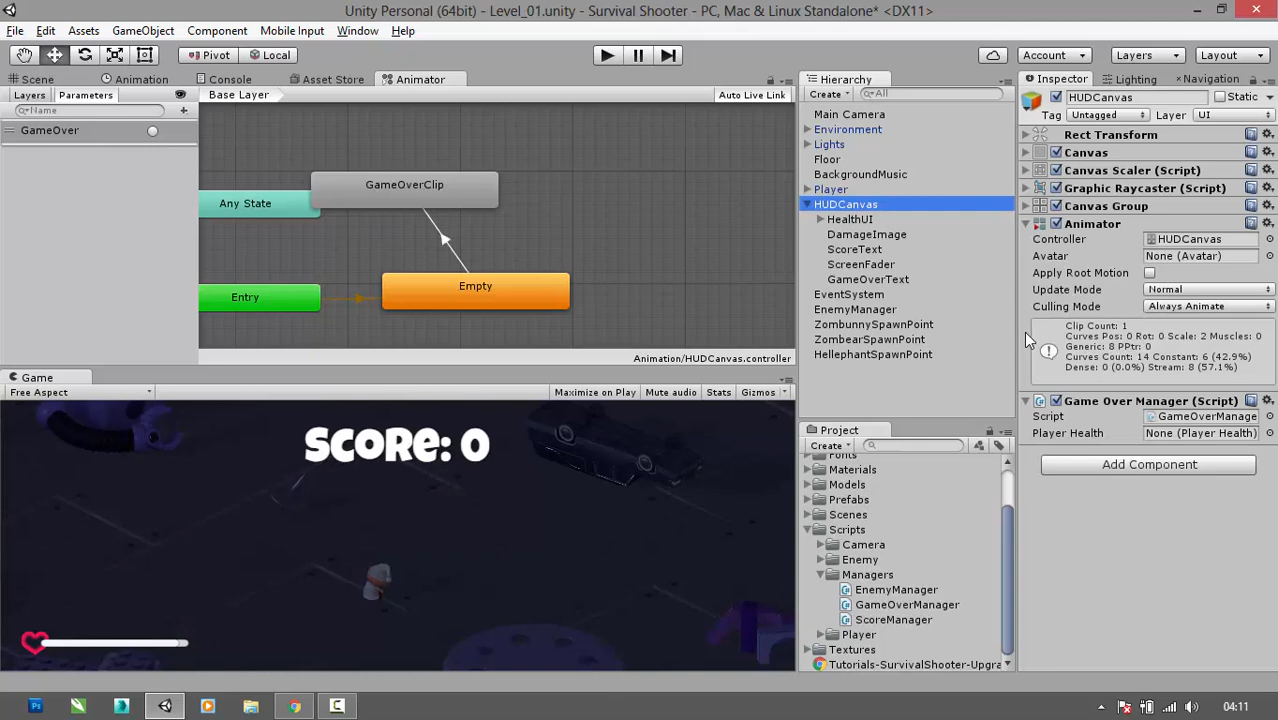 Unity Personal (64bit) - Level_01.unity - Survival Shooter - PC, Mac & Linux Standalone* <DX11>
File Edit Assets GameObject Component Mobile Input Window Help
Pivot Local Account Layers Layout
Scene Animation Console Asset Store Animator
Layers Parameters Base Layer Auto Live Link
Name
GameOver
GameOverClip
Any State
Empty
Entry
Animation/HUDCanvas.controller
Game
Free Aspect Maximize on Play Mute audio Stats Gizmos
SCORE: 0
Hierarchy
Create All
Main Camera
Environment
Lights
Floor
BackgroundMusic
Player
HUDCanvas
HealthUI
DamageImage
ScoreText
ScreenFader
GameOverText
EventSystem
EnemyManager
ZombunnySpawnPoint
ZombearSpawnPoint
HellephantSpawnPoint
Project
Create
Fonts
Materials
Models
Prefabs
Scenes
Scripts
Camera
Enemy
Managers
EnemyManager
GameOverManager
ScoreManager
Player
Textures
Tutorials-SurvivalShooter-Upgra
Inspector Lighting Navigation
HUDCanvas Static
Tag Untagged Layer UI
Rect Transform
Canvas
Canvas Scaler (Script)
Graphic Raycaster (Script)
Canvas Group
Animator
Controller HUDCanvas
Avatar None (Avatar)
Apply Root Motion
Update Mode Normal
Culling Mode Always Animate
Clip Count: 1
Curves Pos: 0 Rot: 0 Scale: 2 Muscles: 0
Generic: 8 PPtr: 0
Curves Count: 14 Constant: 6 (42.9%)
Dense: 0 (0.0%) Stream: 8 (57.1%)
Game Over Manager (Script)
Script GameOverManage
Player Health None (Player Health)
Add Component
04:11